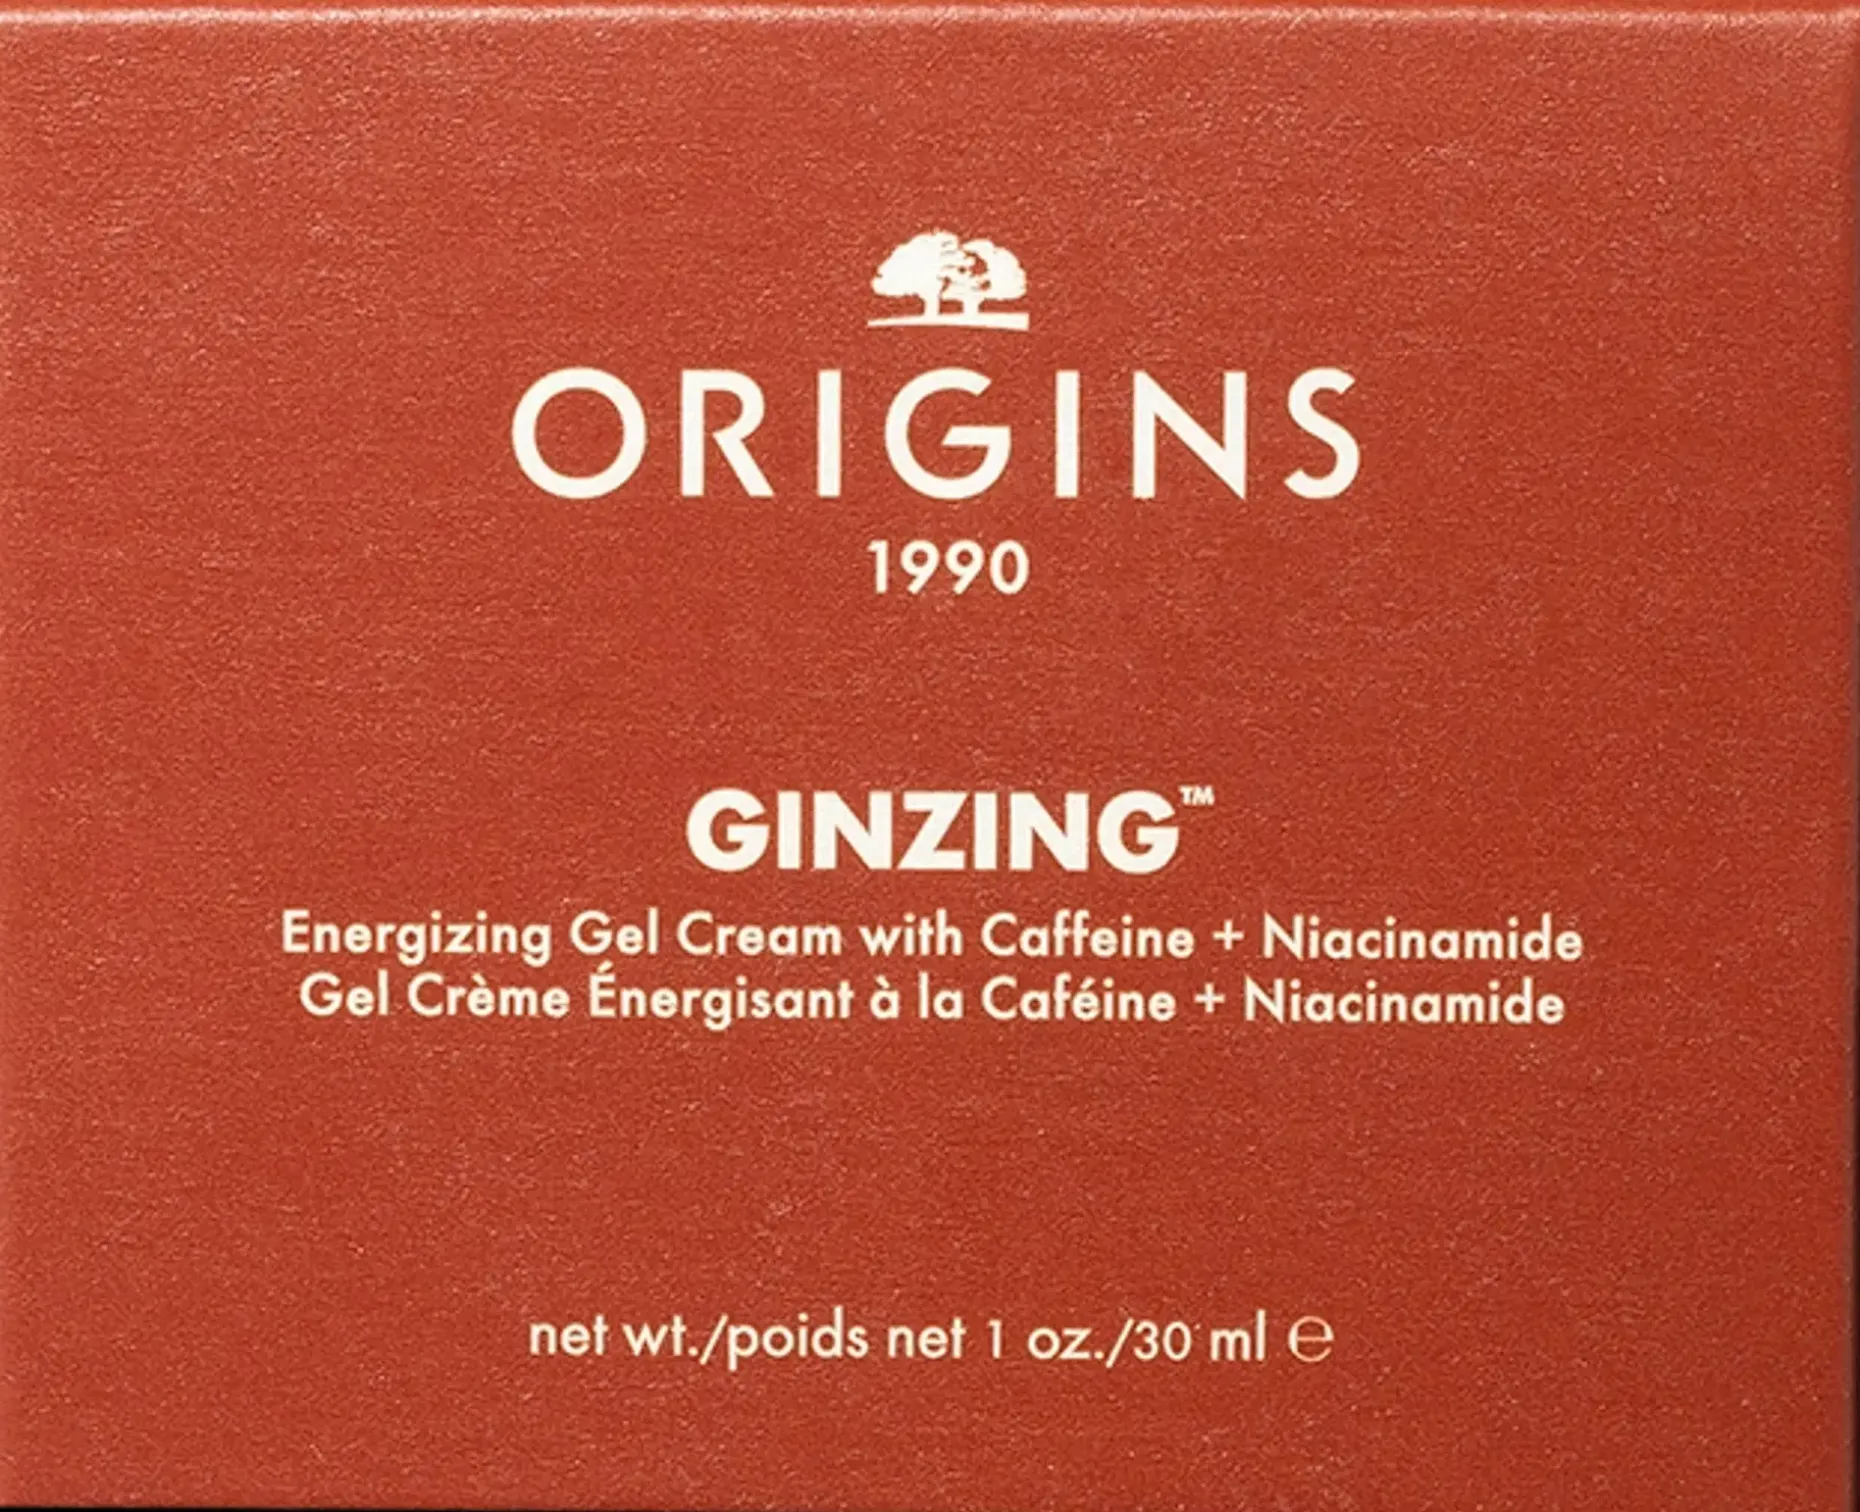 ORIGINS
1990
GINZING™
Energizing Gel Cream with Caffeine + Niacinamide
Gel Crème Énergisant à la Caféine + Niacinamide
net wt./poids net 1 oz./30 ml ℮